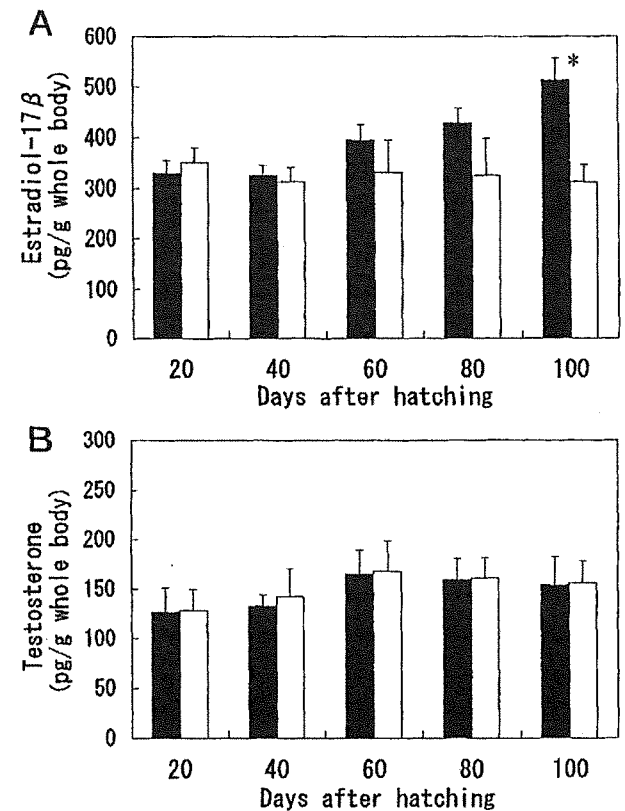 A
Estradiol-17β
(pg/g whole body)
600
500
400
300
200
100
0
*
20 40 60 80 100
Days after hatching
B
Testosterone
(pg/g whole body)
300
250
200
150
100
50
0
20 40 60 80 100
Days after hatching